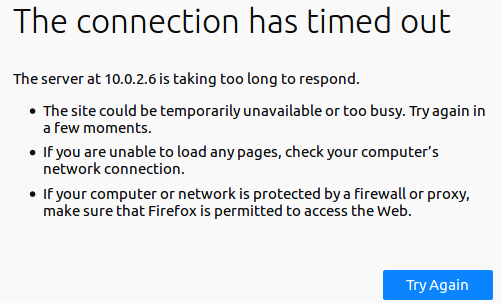 The connection has timed out
The server at 10.0.2.6 is taking too long to respond.
• The site could be temporarily unavailable or too busy. Try again in
a few moments.
• If you are unable to load any pages, check your computer’s
network connection.
• If your computer or network is protected by a firewall or proxy,
make sure that Firefox is permitted to access the Web.
Try Again